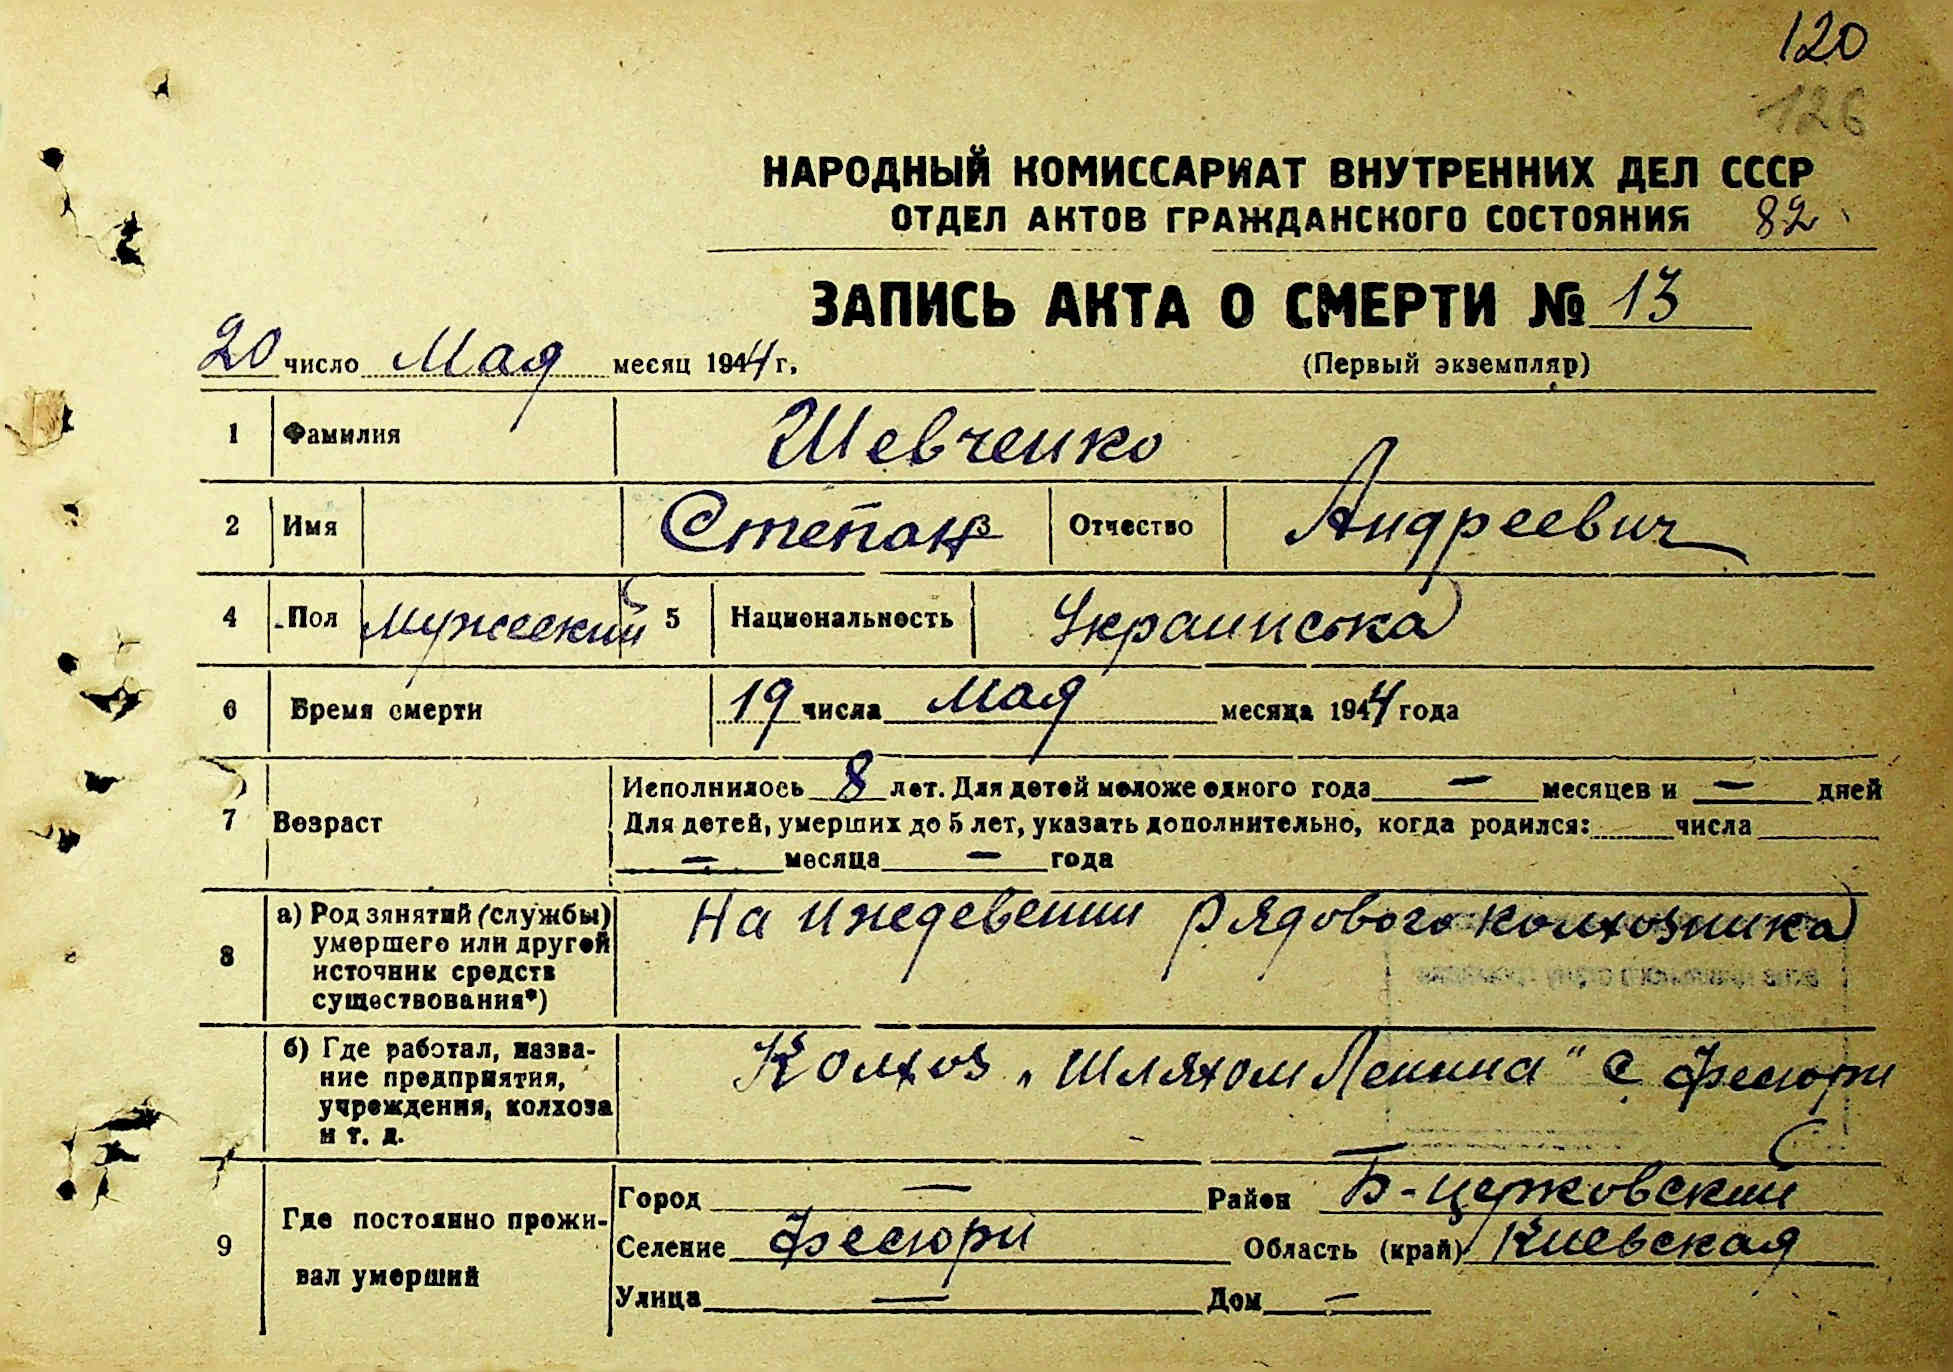 120
126
НАРОДНЫЙ КОМИССАРИАТ ВНУТРЕННИХ ДЕЛ СССР
ОТДЕЛ АКТОВ ГРАЖДАНСКОГО СОСТОЯНИЯ 82
ЗАПИСЬ АКТА О СМЕРТИ № 13
20 число Мая месяц 1944 г.
(Первый экземпляр)
1 Фамилия Шевченко
2 Имя Степан 3 Отчество Андреевич
4 Пол мужеский 5 Национальность Украинська
6 Время смерти 19 числа Мая месяца 1944 года
Исполнилось 8 лет. Для детей моложе одного года — месяцев и — дней
7 Возраст Для детей, умерших до 5 лет, указать дополнительно, когда родился: числа
— месяца — года
8 а) Род занятий (службы) На иждевении рядового колхозника
умершего или другой
источник средств
существования*)
б) Где работал, назва- Колхоз „Шляхом Ленина" с Фесюри
ние предприятия,
учреждения, колхоза
и т. д.
9 Где постоянно прожи-
вал умерший
Город — Район Б-церковский
Селение Фесюри Область (край) Киевская
Улица — Дом —